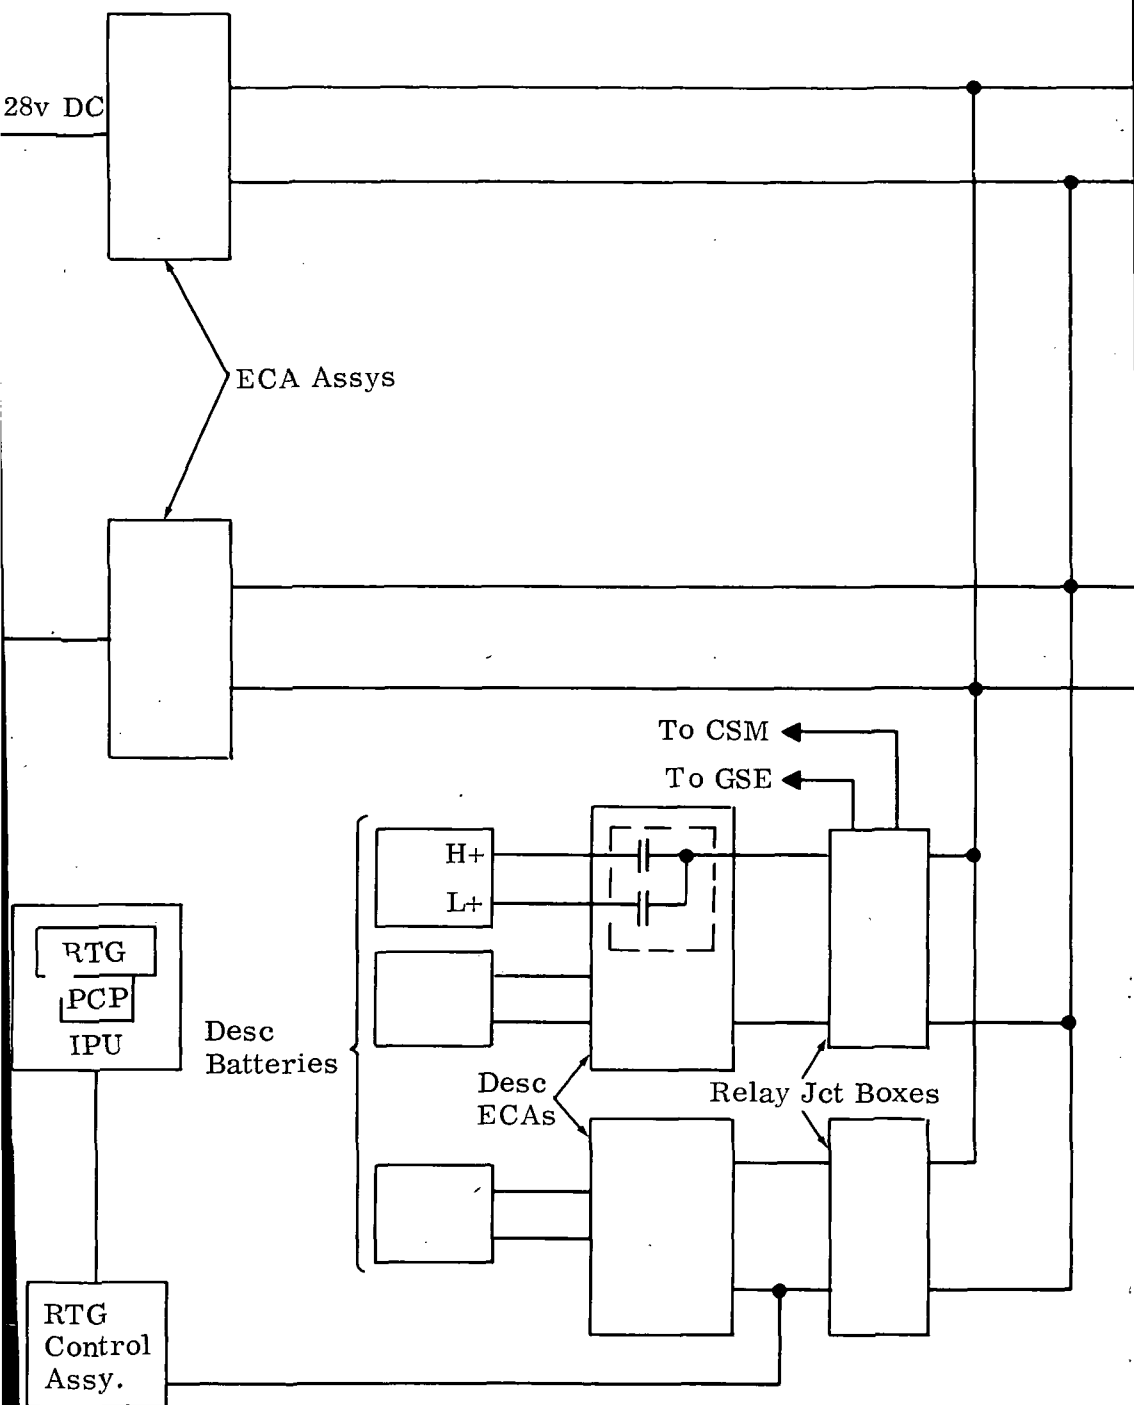 28v DC
ECA Assys
To CSM
To GSE
H+
L+
RTG
PCP
IPU
Desc
Batteries
Desc
ECAs
Relay Jct Boxes
RTG
Control
Assy.